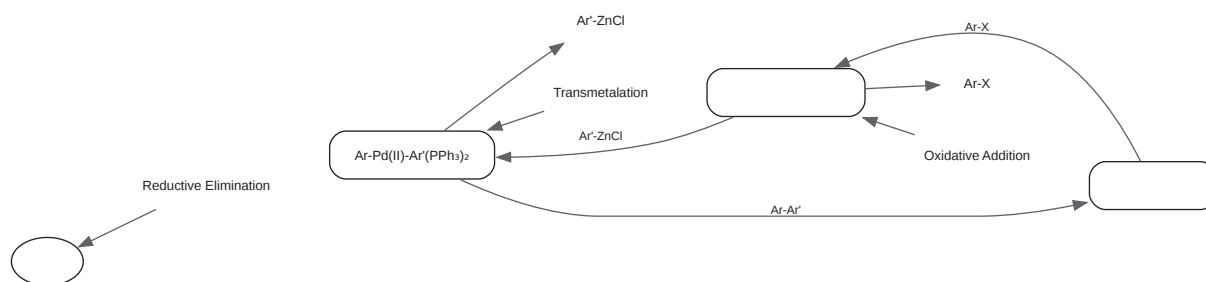 Ar'-ZnCl
Ar-X
Ar-X
Transmetalation
Ar'-ZnCl
Ar-Pd(II)-Ar'(PPh₃)₂
Oxidative Addition
Reductive Elimination
Ar-Ar'